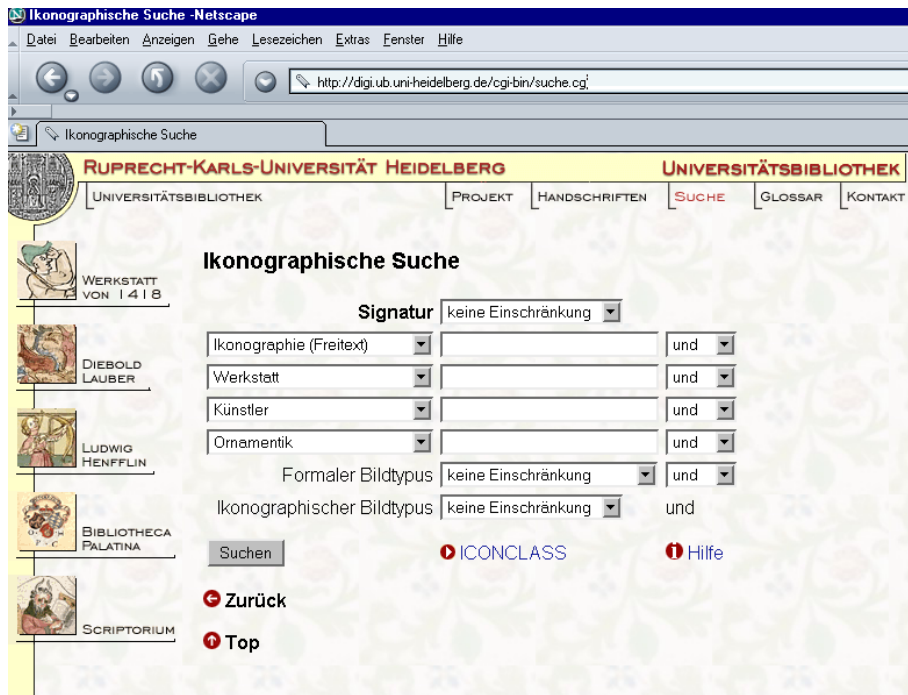 Ikonographische Suche -Netscape
Datei Bearbeiten Anzeigen Gehe Lesezeichen Extras Fenster Hilfe
http://digi.ub.uni-heidelberg.de/cgi-bin/suche.cg
Ikonographische Suche
RUPRECHT-KARLS-UNIVERSITÄT HEIDELBERG UNIVERSITÄTSBIBLIOTHEK
UNIVERSITÄTSBIBLIOTHEK PROJEKT HANDSCHRIFTEN SUCHE GLOSSAR KONTAKT
WERKSTATT
VON 1418
DIEBOLD
LAUBER
LUDWIG
HENFFLIN
BIBLIOTHECA
PALATINA
SCRIPTORIUM
Ikonographische Suche
Signatur keine Einschränkung
Ikonographie (Freitext) und
Werkstatt und
Künstler und
Ornamentik und
Formaler Bildtypus keine Einschränkung und
Ikonographischer Bildtypus keine Einschränkung und
Suchen ICONCLASS Hilfe
Zurück
Top